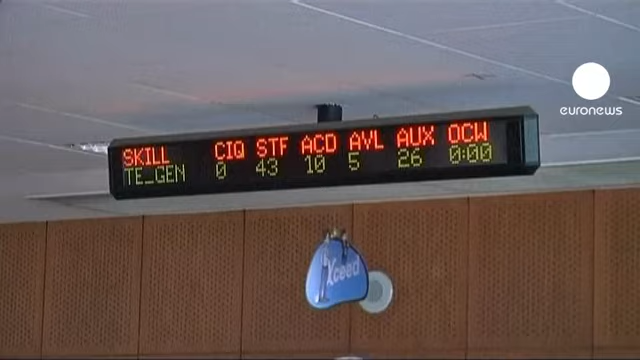 euronews
SKILL CIQ STF ACD AVL AUX OCW
TE_GEN 0 43 10 5 26 0:00
Xceed